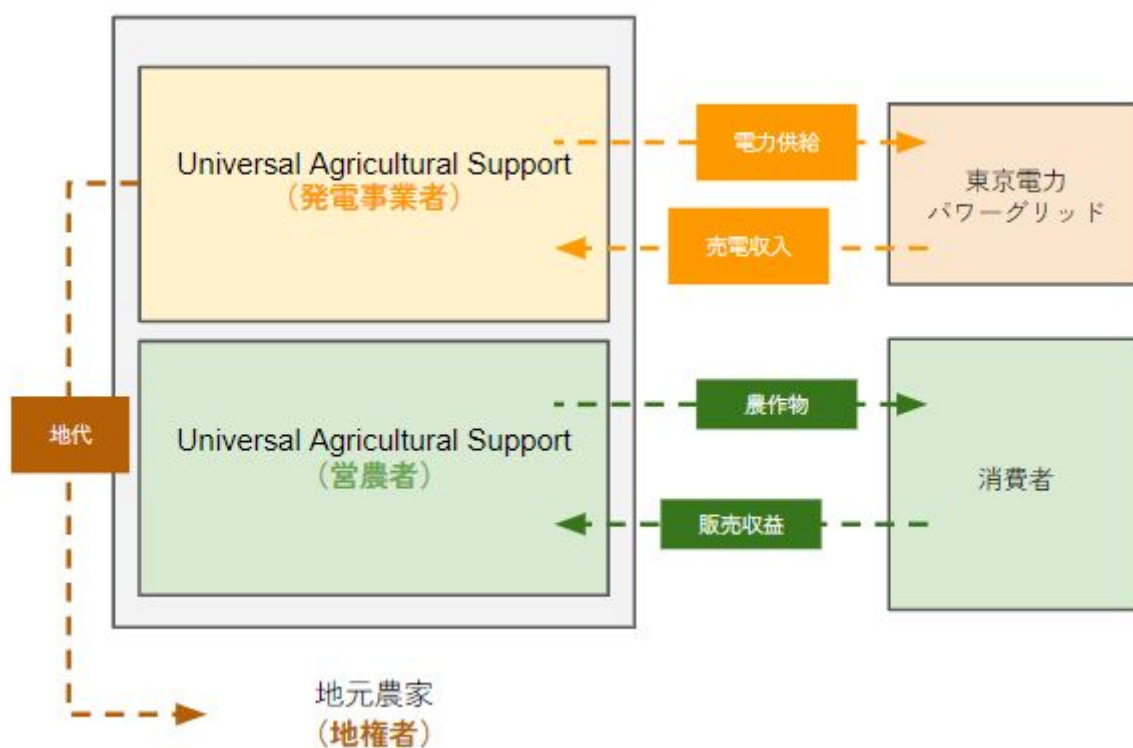 Universal Agricultural Support
（発電事業者）
電力供給
売電収入
東京電力
パワーグリッド
地代
Universal Agricultural Support
（営農者）
農作物
販売収益
消費者
地元農家
（地権者）